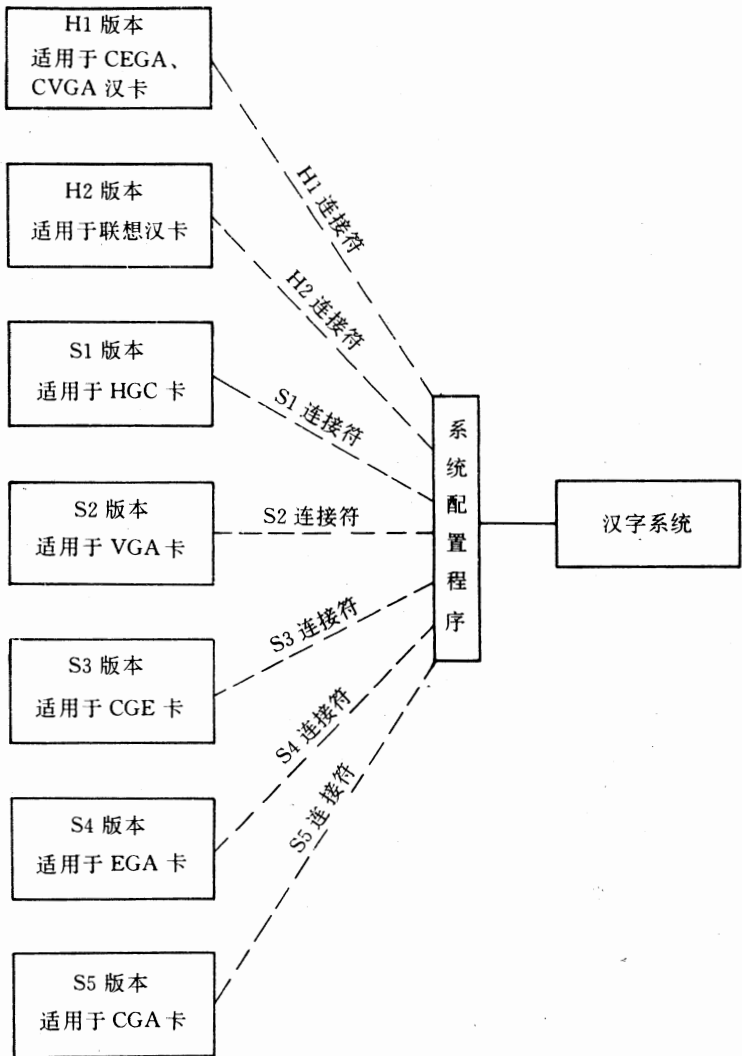 H1 版本
适用于 CEGA、
CVGA 汉卡
H1 连接符
H2 版本
适用于联想汉卡
H2 连接符
S1 版本
适用于 HGC 卡
S1 连接符
S2 版本
适用于 VGA 卡
S2 连接符
S3 版本
适用于 CGE 卡
S3 连接符
S4 版本
适用于 EGA 卡
S4 连接符
S5 版本
适用于 CGA 卡
S5 连接符
系统配置程序
汉字系统